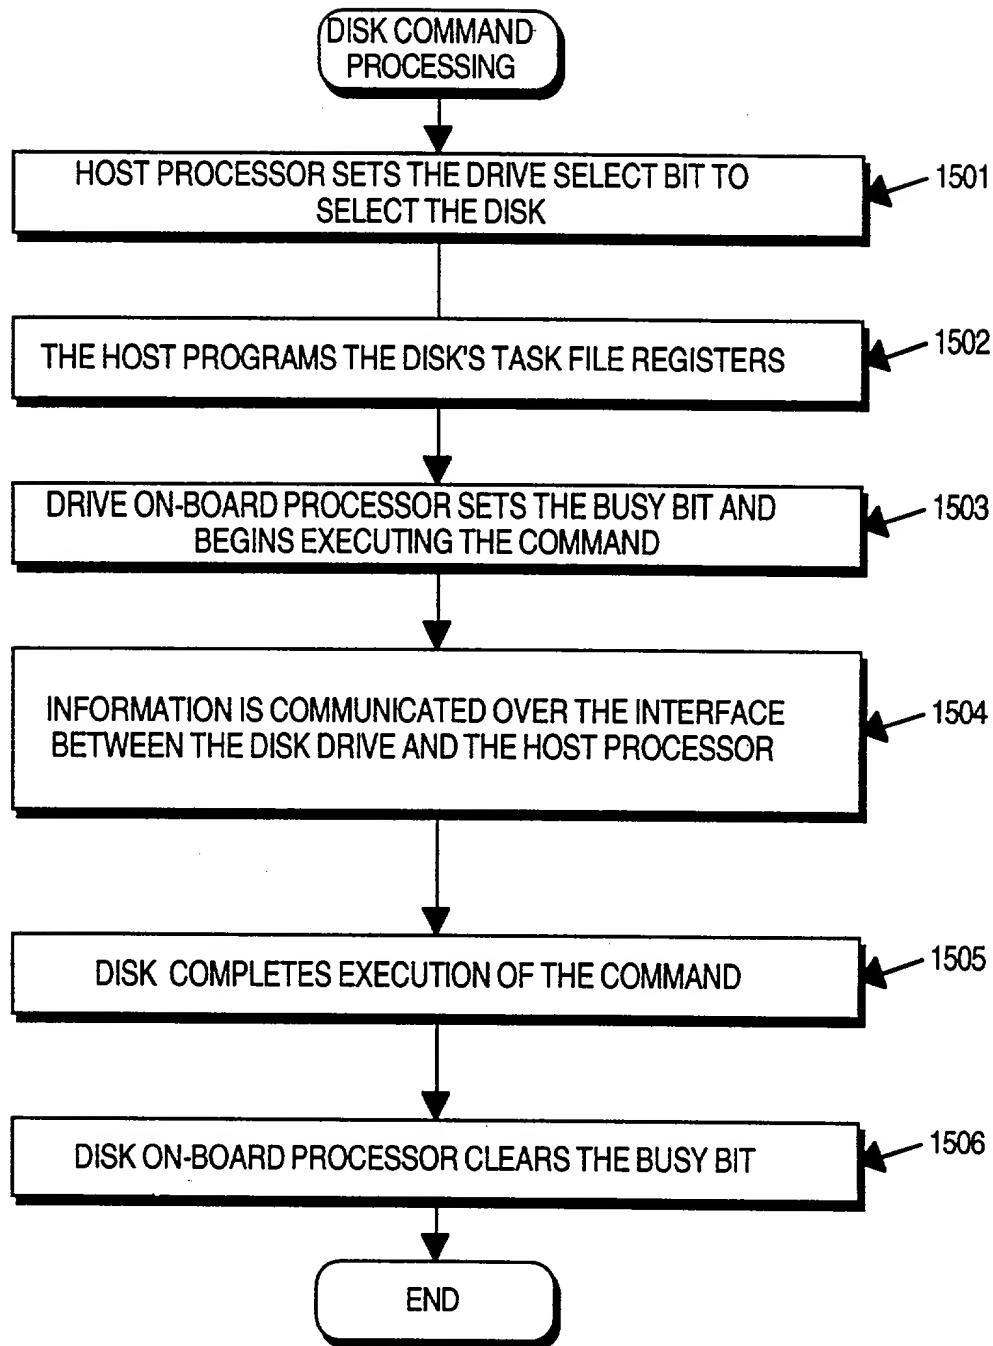 DISK COMMAND
PROCESSING
HOST PROCESSOR SETS THE DRIVE SELECT BIT TO
SELECT THE DISK
1501
THE HOST PROGRAMS THE DISK'S TASK FILE REGISTERS
1502
DRIVE ON-BOARD PROCESSOR SETS THE BUSY BIT AND
BEGINS EXECUTING THE COMMAND
1503
INFORMATION IS COMMUNICATED OVER THE INTERFACE
BETWEEN THE DISK DRIVE AND THE HOST PROCESSOR
1504
DISK COMPLETES EXECUTION OF THE COMMAND
1505
DISK ON-BOARD PROCESSOR CLEARS THE BUSY BIT
1506
END